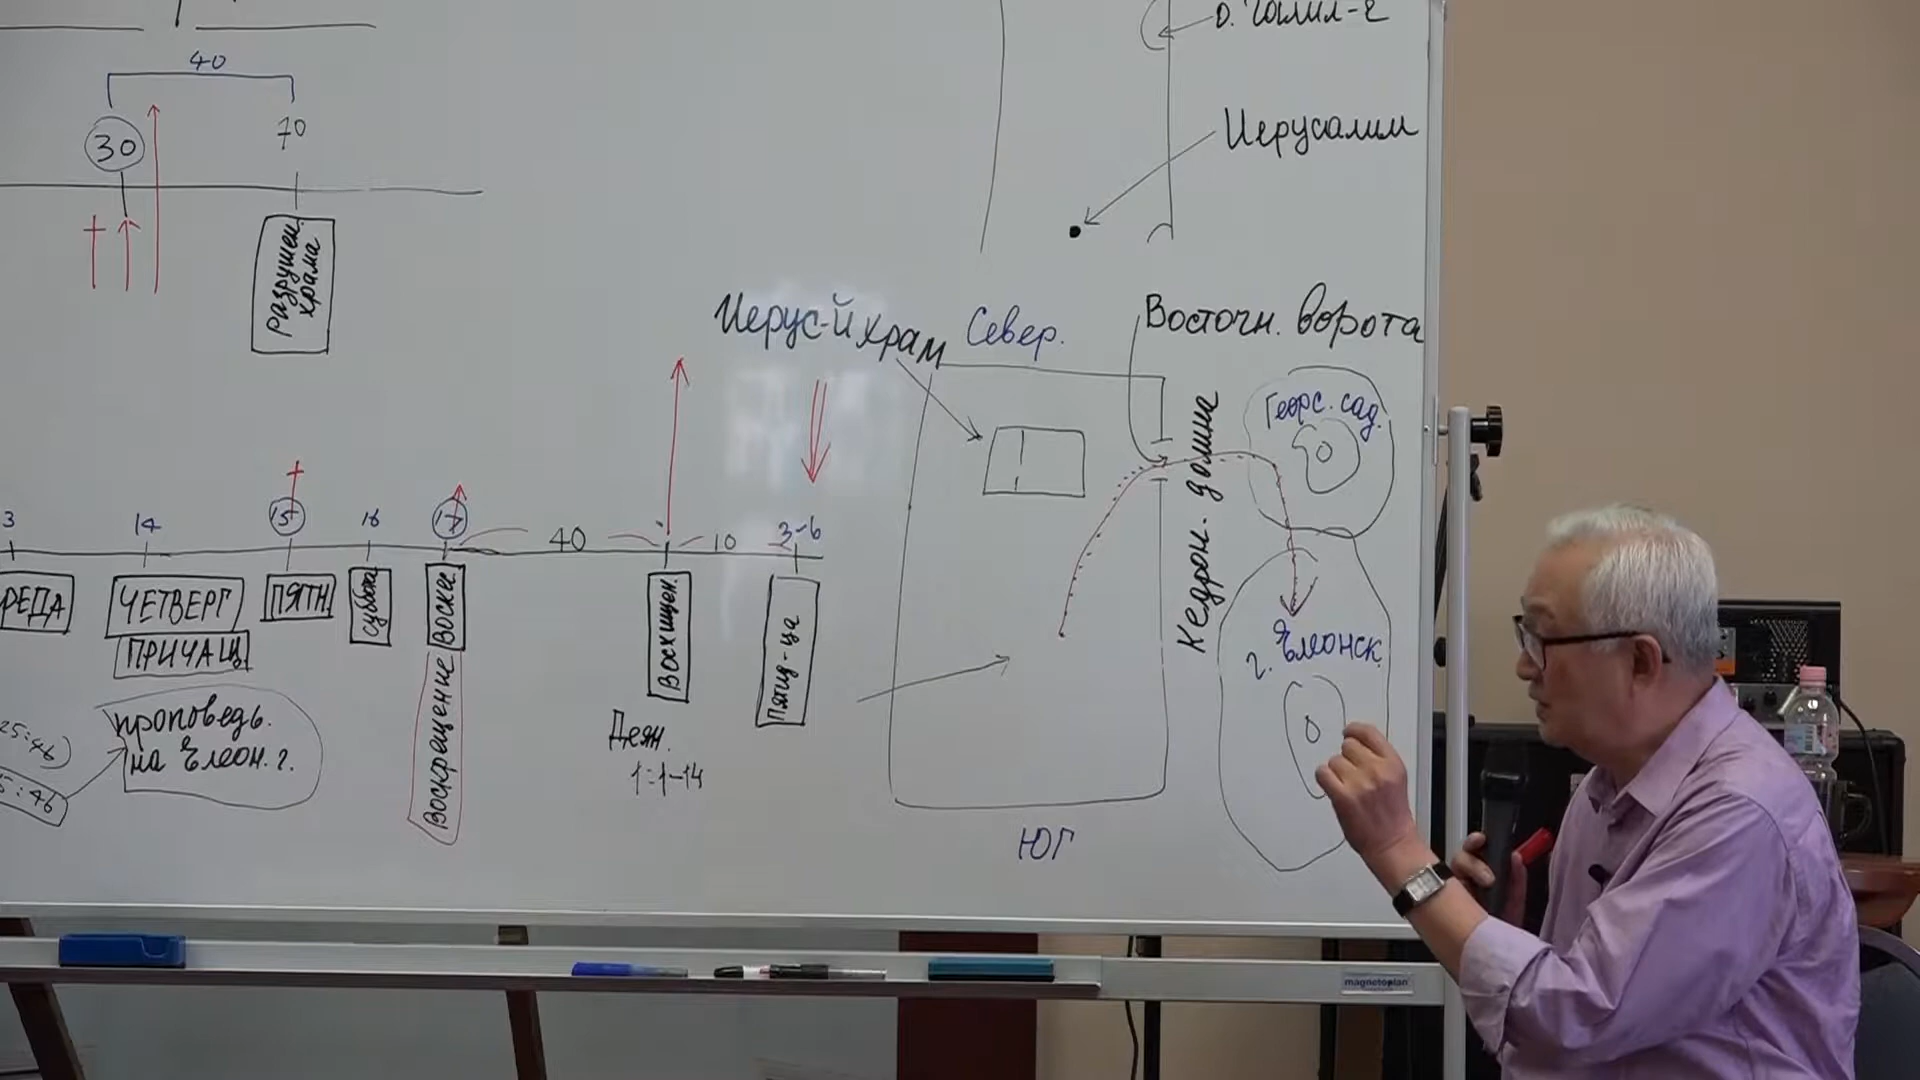 о. Галил-е
40
30
70
Иерусалим
Разрушен.
храма
Иерус-й храм
Север.
Восточн. ворота
Георс. сад.
Кедрон. долина
3
14
15
16
17
40
10
3-6
РЕДА
ЧЕТВЕРГ
ПРИЧАЩ
ПЯТН
суббота
Воскр
Воскрещение
Восхищен.
Пятид-ца
г. Елеонск.
проповедь.
на Елеон. г.
25:46)
5:46
Деян.
1:1-14
ЮГ
magnetoplan